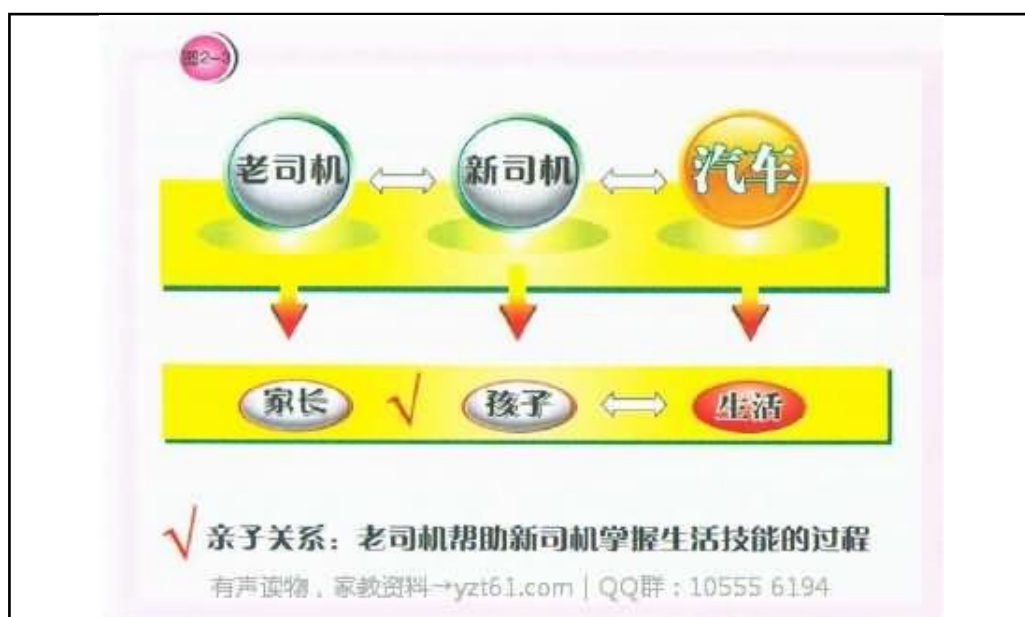 图2-3
老司机 新司机 汽车
家长 √ 孩子 生活
√ 亲子关系：老司机帮助新司机掌握生活技能的过程
有声读物，家教资料→yzt61.com | QQ群：10555 6194